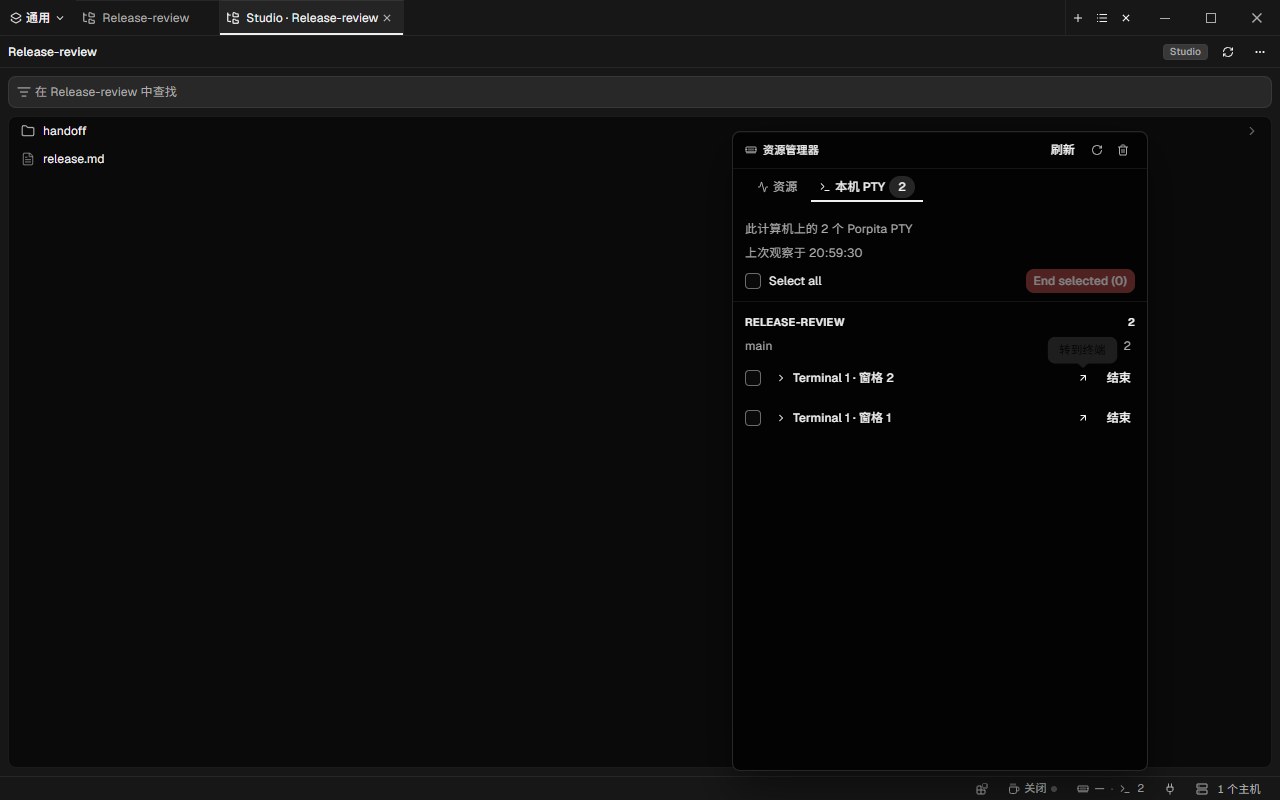 通用
Release-review
Studio · Release-review
Release-review
Studio
在 Release-review 中查找
handoff
release.md
资源管理器
刷新
资源
本机 PTY 2
此计算机上的 2 个 Porpita PTY
上次观察于 20:59:30
Select all
End selected (0)
RELEASE-REVIEW 2
main 2
转到终端
Terminal 1 · 窗格 2 结束
Terminal 1 · 窗格 1 结束
关闭
— · 2
1 个主机